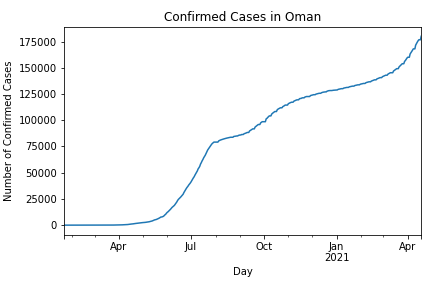 Confirmed Cases in Oman
175000
150000
125000
100000
75000
50000
25000
0
Number of Confirmed Cases
Apr Jul Oct Jan Apr
2021
Day